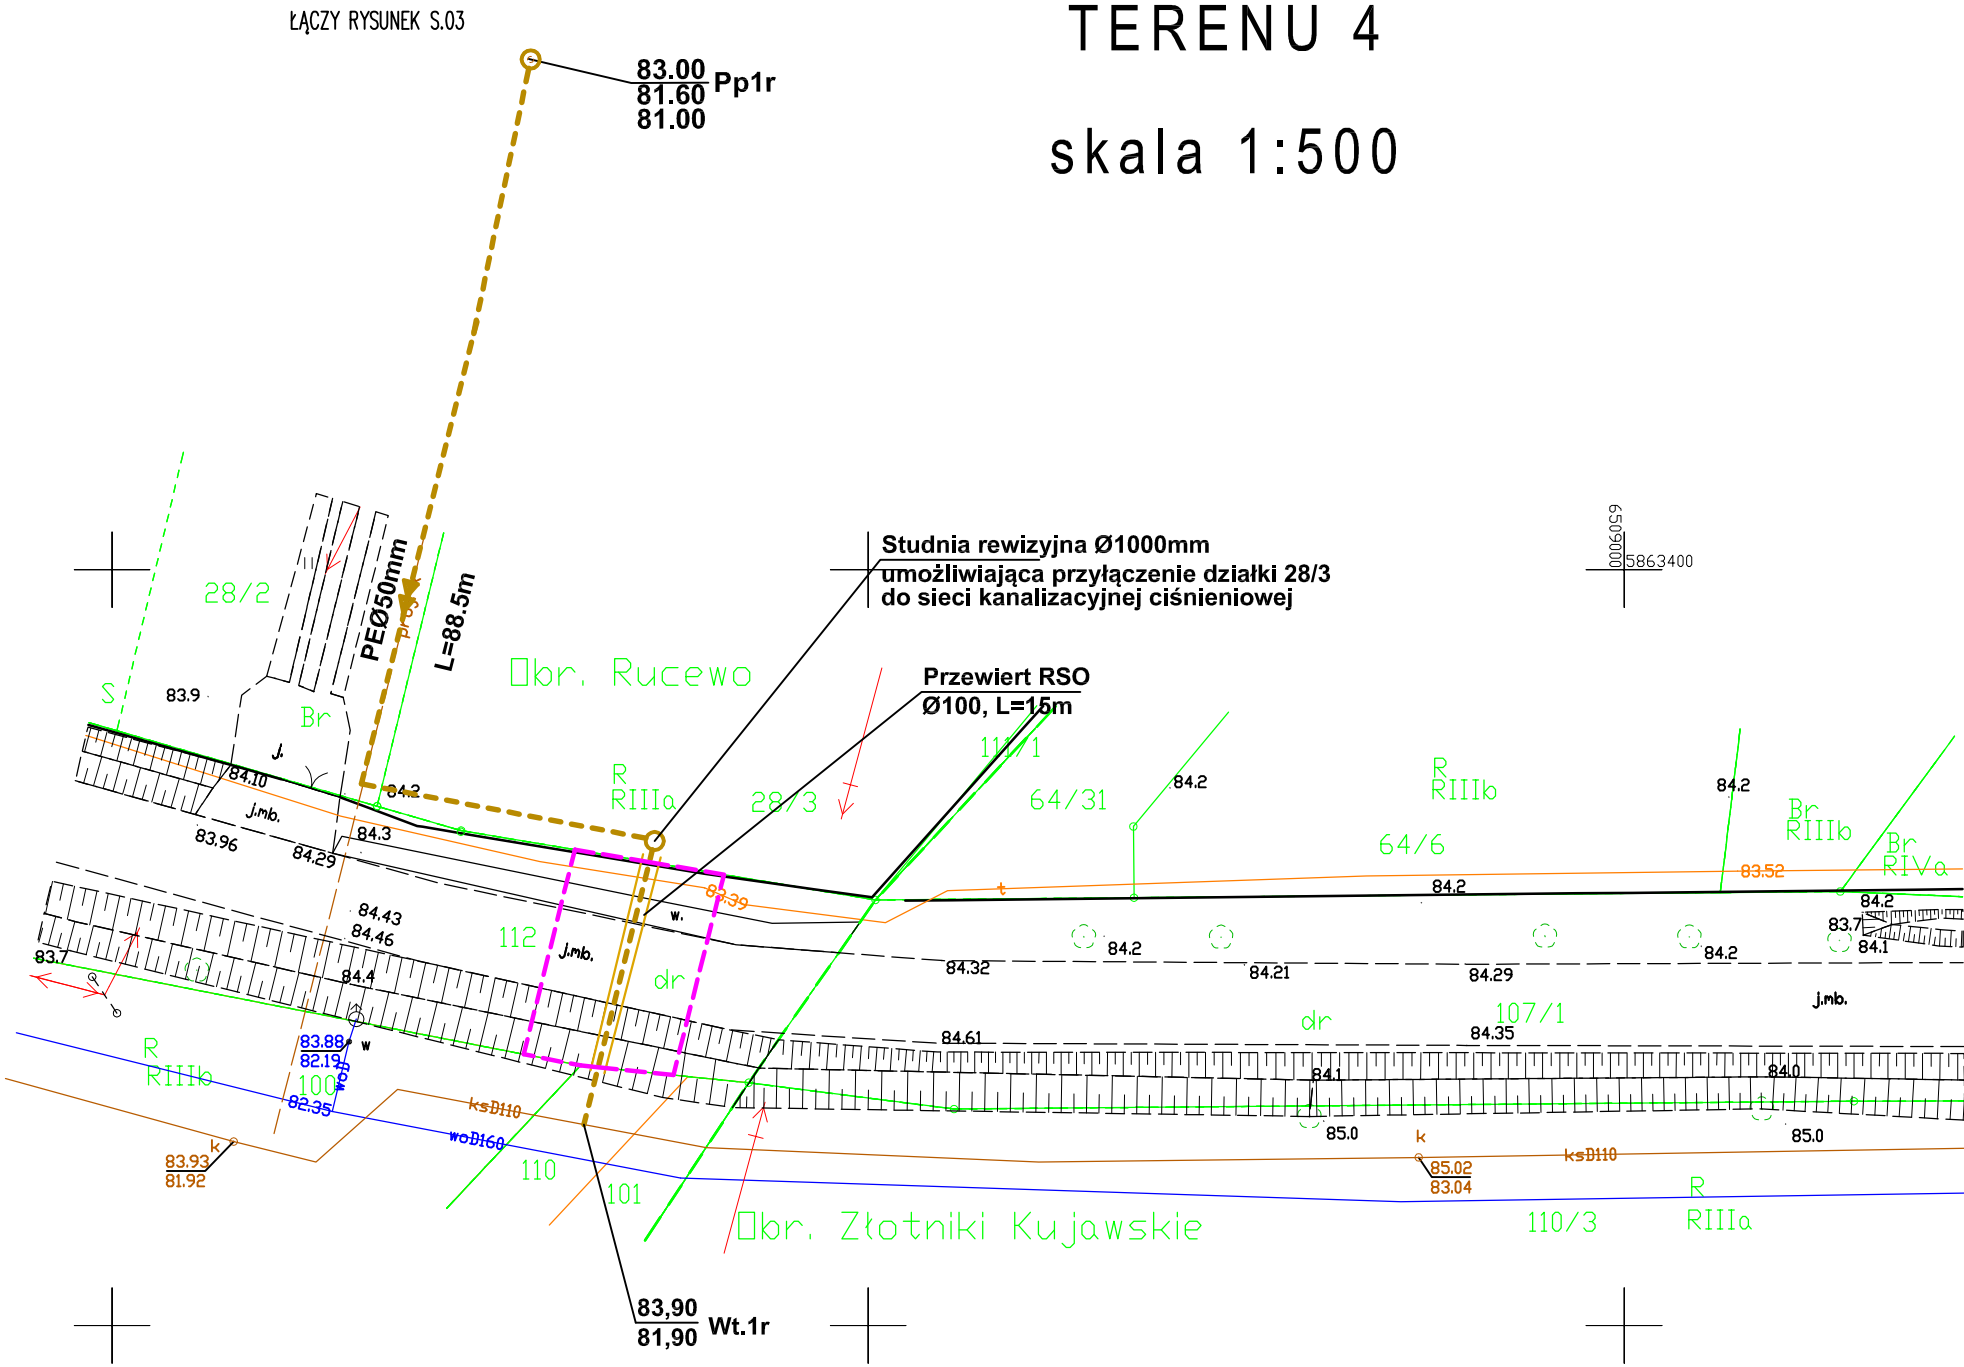 ŁĄCZY RYSUNEK S.03
TERENU 4
skala 1:500
83.00
81.60
81.00
Pp1r
Studnia rewizyjna Ø1000mm
umożliwiająca przyłączenie działki 28/3
do sieci kanalizacyjnej ciśnieniowej
6509000
5863400
PEØ50mm
L=88.5m
28/2
Obr. Rucewo
Przewiert RSO
Ø100, L=15m
S
83.9
Br
j.
84.10
j.mb.
83.96
84.29
84.3
84.2
R
RIIIa
28/3
111/1
64/31
84.2
R
RIIIb
64/6
84.2
Br
RIIIb
Br
RIVa
83.52
84.2
84.2
83.7
84.1
83.39
t
w.
112
j.mb.
dr
84.43
84.46
84.4
83.7
84.32
84.2
84.21
84.29
84.2
j.mb.
107/1
dr
84.61
84.35
84.1
84.0
R
RIIIb
100
83.88
82.19
w
woD
82.35
ksD110
woD160
k
83.93
81.92
110
101
85.0
k
85.02
83.04
ksD110
85.0
R
RIIIa
110/3
Obr. Złotniki Kujawskie
83,90
81,90
Wt.1r